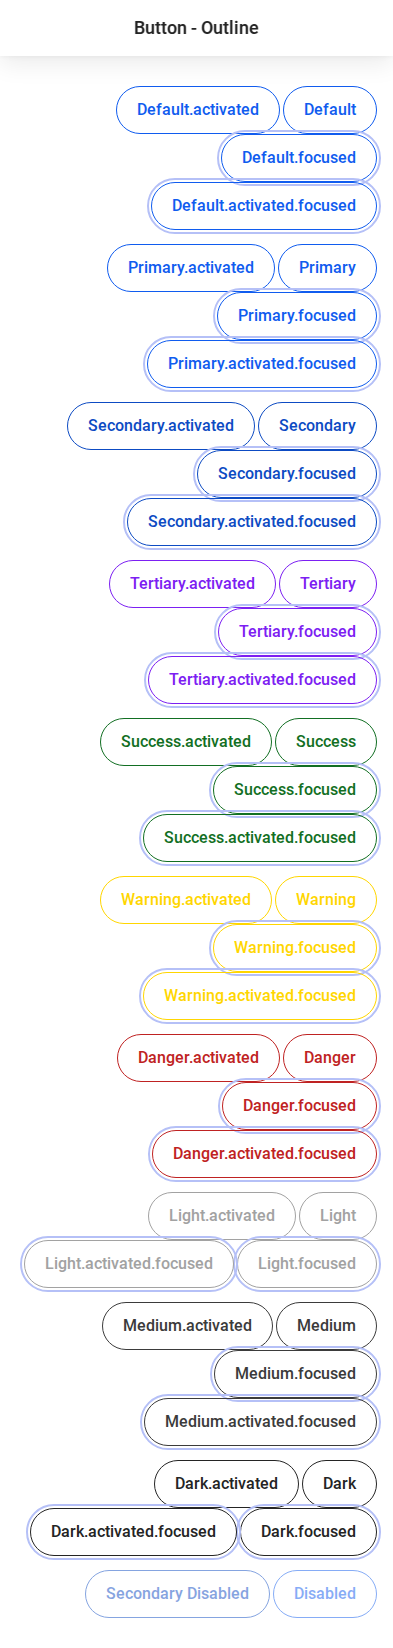 Button - Outline
Default.activated Default
Default.focused
Default.activated.focused
Primary.activated Primary
Primary.focused
Primary.activated.focused
Secondary.activated Secondary
Secondary.focused
Secondary.activated.focused
Tertiary.activated Tertiary
Tertiary.focused
Tertiary.activated.focused
Success.activated Success
Success.focused
Success.activated.focused
Warning.activated Warning
Warning.focused
Warning.activated.focused
Danger.activated Danger
Danger.focused
Danger.activated.focused
Light.activated Light
Light.activated.focused Light.focused
Medium.activated Medium
Medium.focused
Medium.activated.focused
Dark.activated Dark
Dark.activated.focused Dark.focused
Secondary Disabled Disabled